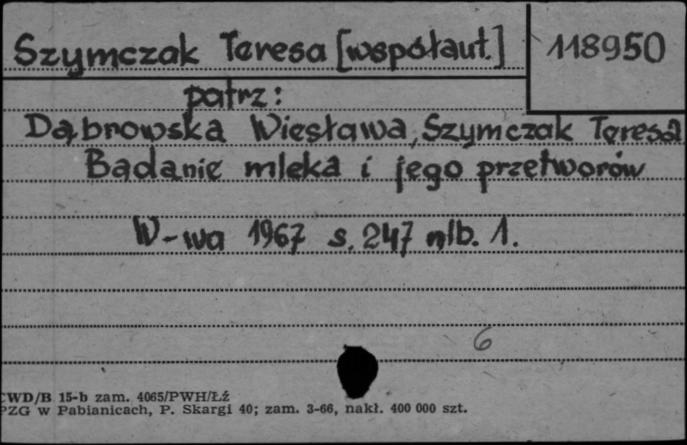 Szymczak Teresa [współaut.]
118950
patrz:
Dąbrowska Wiesława, Szymczak Teresa
Badanie mleka i jego przetworów
W-wa 1967 s. 247 nlb. 1.
6
CWD/B 15-b zam. 4065/PWH/Łź
PZG w Pabianicach, P. Skargi 40; zam. 3-66, nakł. 400 000 szt.